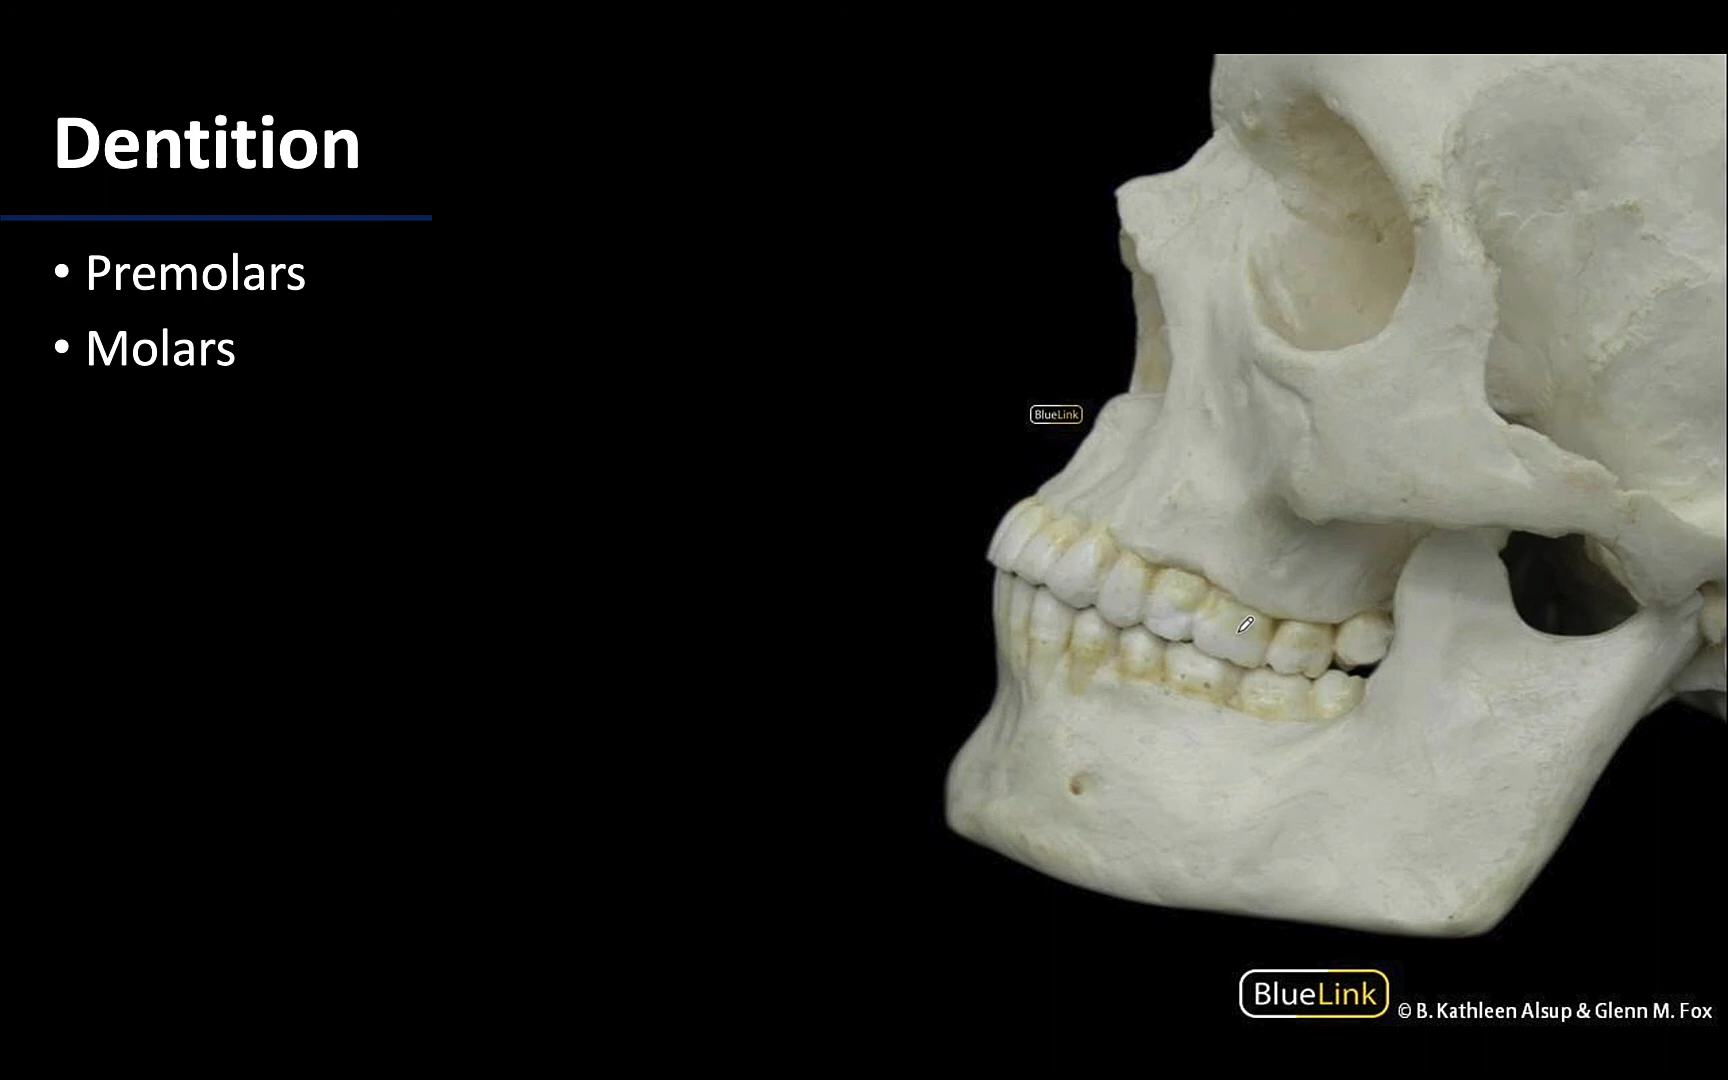 Dentition
• Premolars
• Molars
BlueLink
BlueLink
© B. Kathleen Alsup & Glenn M. Fox